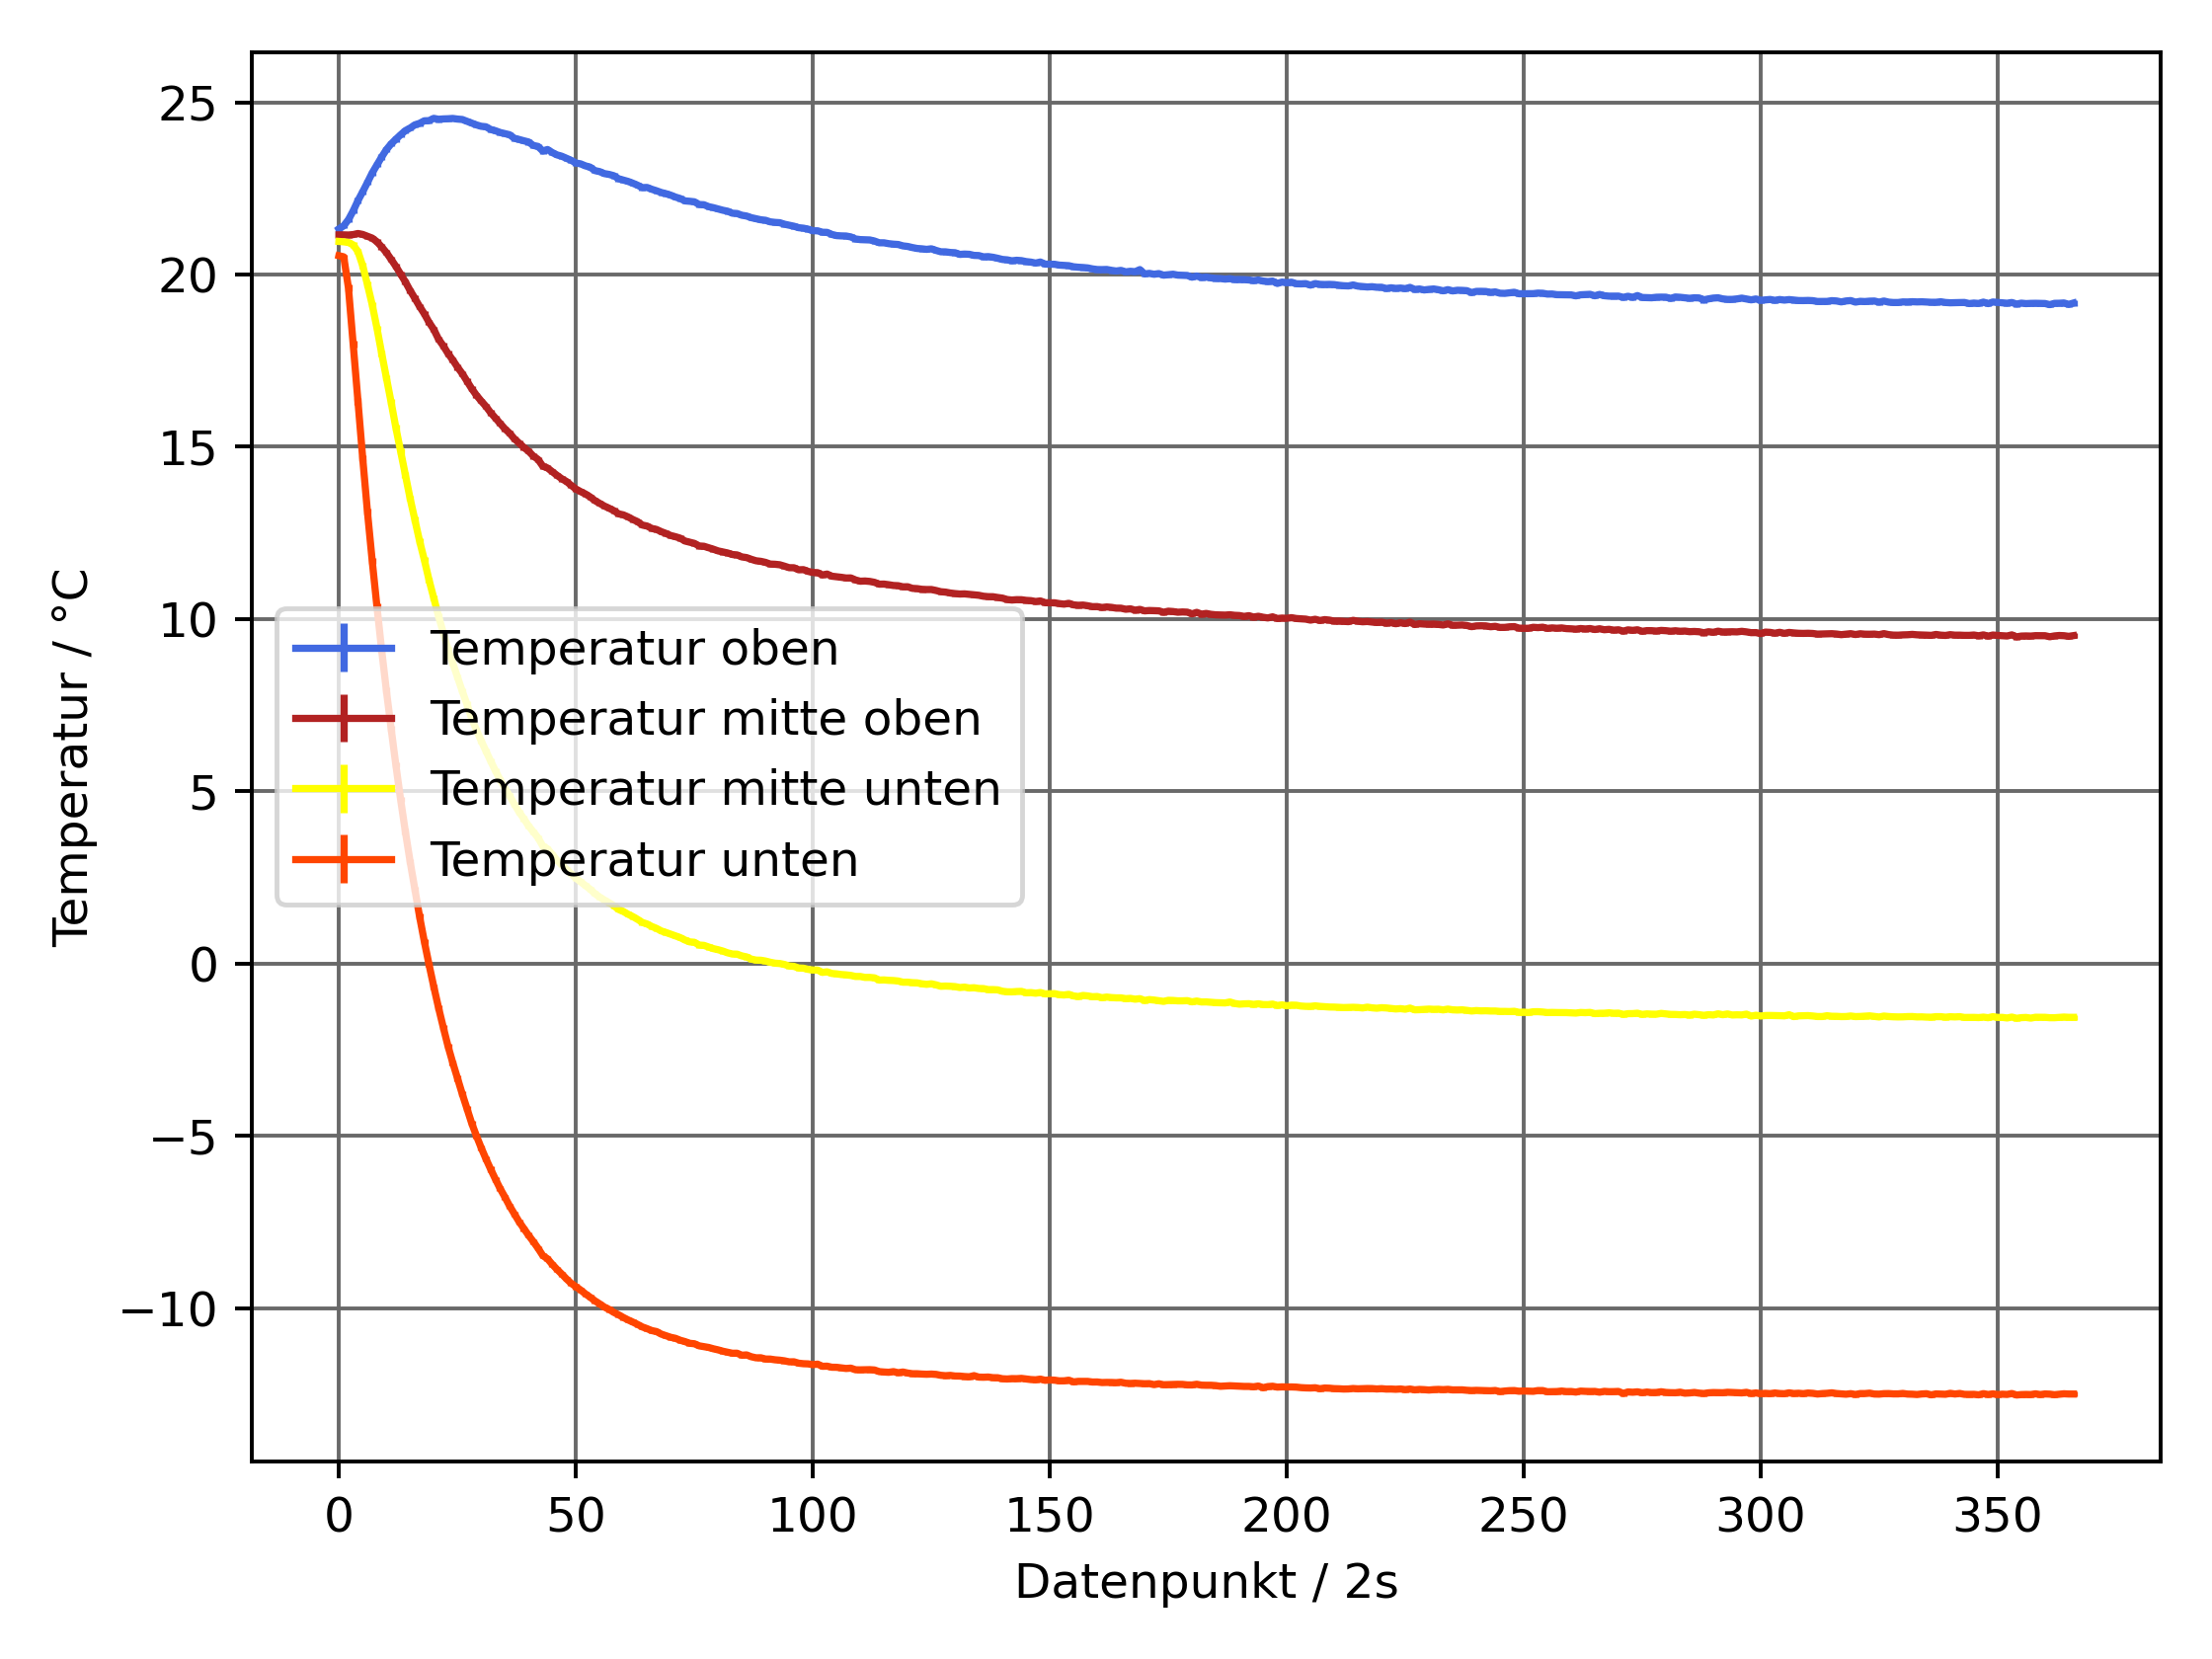 25
20
15
10
5
0
−5
−10
Temperatur / °C
Temperatur oben
Temperatur mitte oben
Temperatur mitte unten
Temperatur unten
0 50 100 150 200 250 300 350
Datenpunkt / 2s